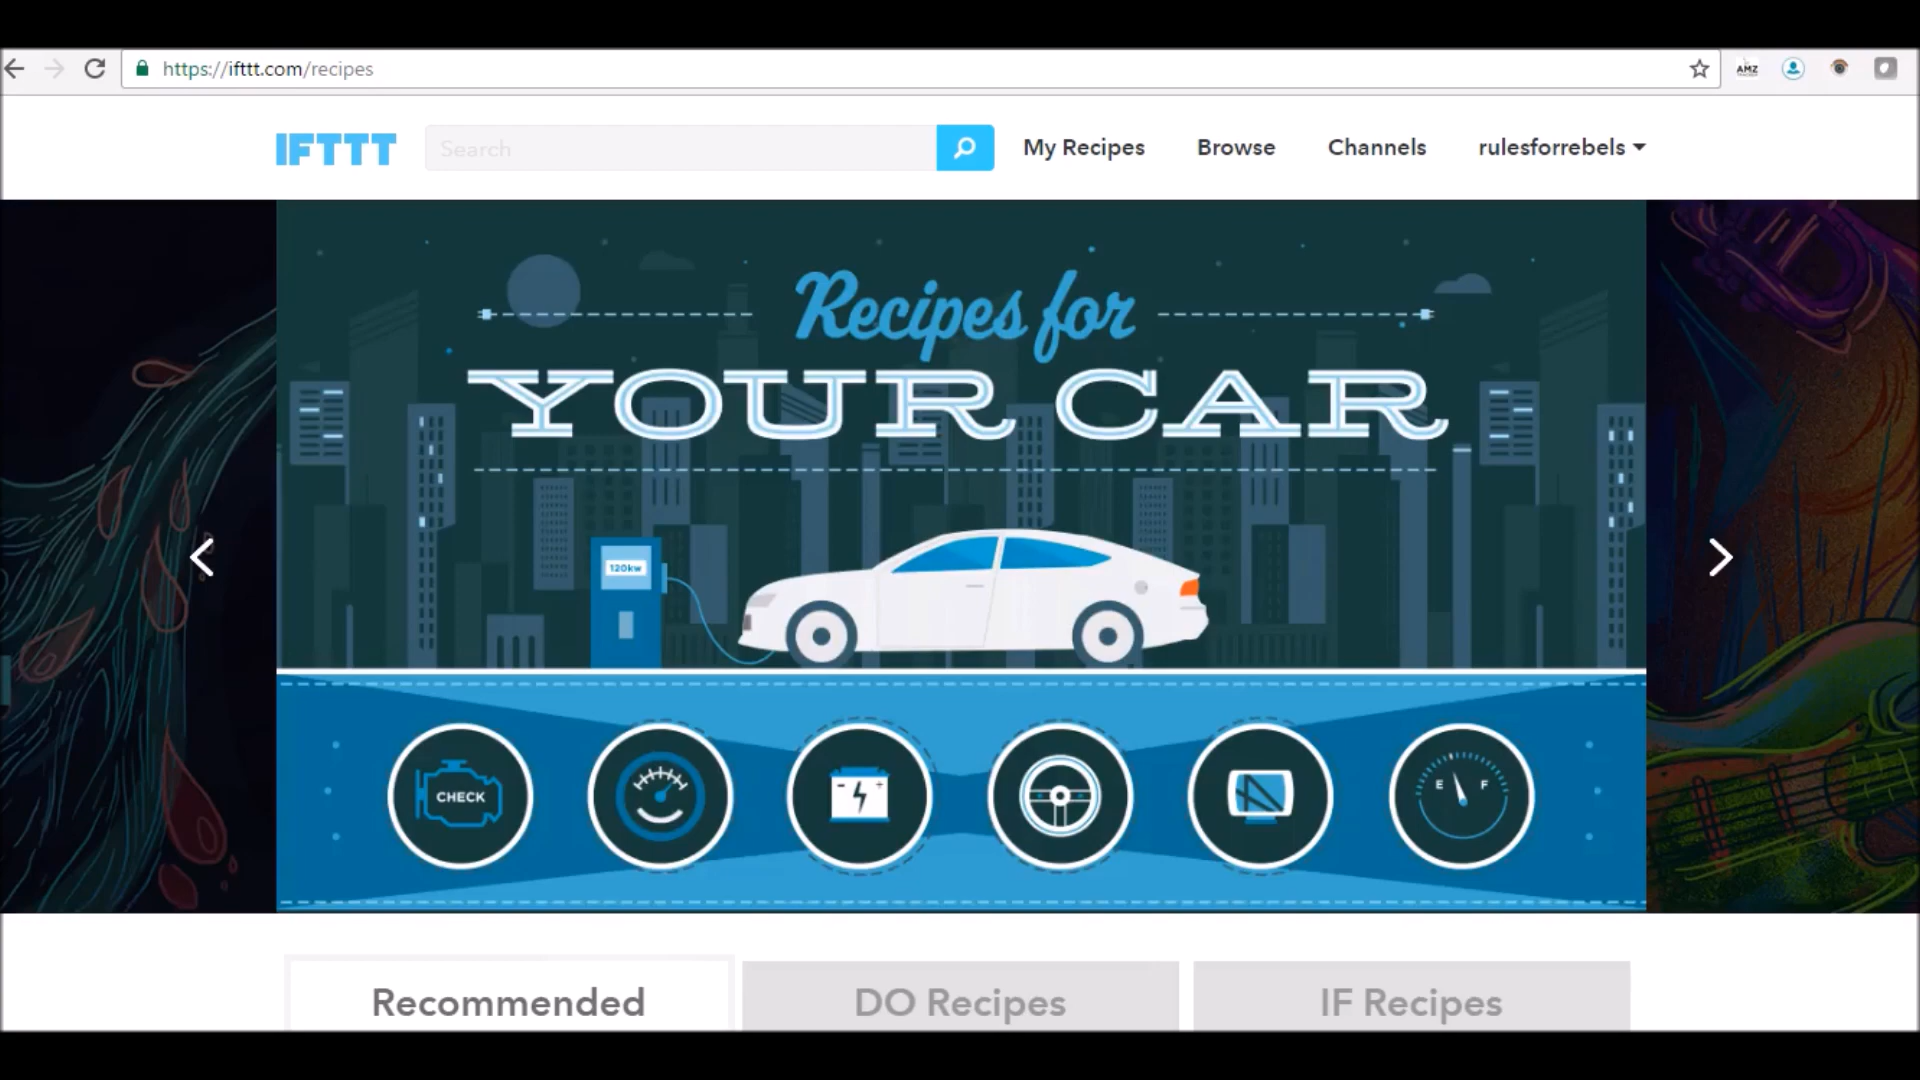 https://ifttt.com/recipes
AMZ
IFTTT
Search
My Recipes
Browse
Channels
rulesforrebels
Recipes for
YOUR CAR
120kw
CHECK
- +
E F
Recommended
DO Recipes
IF Recipes